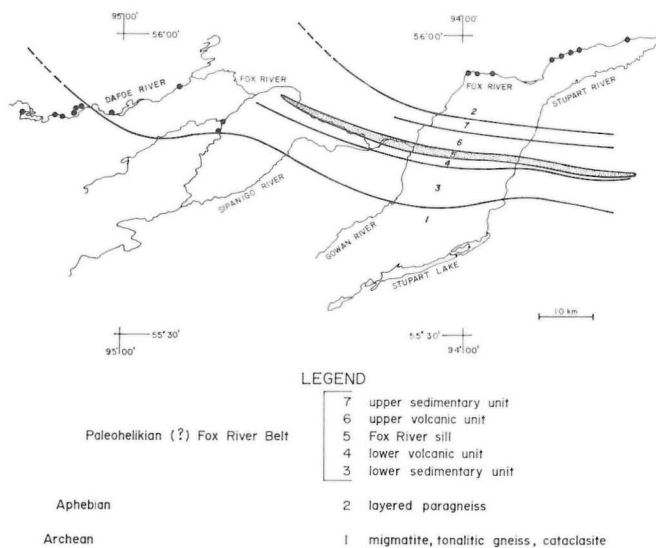 95°00' 94°00'
56°00' 56°00'
DAFOE RIVER
FOX RIVER
FOX RIVER
STUPART RIVER
2
7
6
5
4
3
SIPANIGO RIVER
1
GOWAN RIVER
STUPART LAKE
10 km
55°30' 55°30'
95°00' 94°00'
LEGEND
7 upper sedimentary unit
6 upper volcanic unit
Paleohelikian (?) Fox River Belt 5 Fox River sill
4 lower volcanic unit
3 lower sedimentary unit
Aphebian 2 layered paragneiss
Archean 1 migmatite, tonalitic gneiss, cataclasite